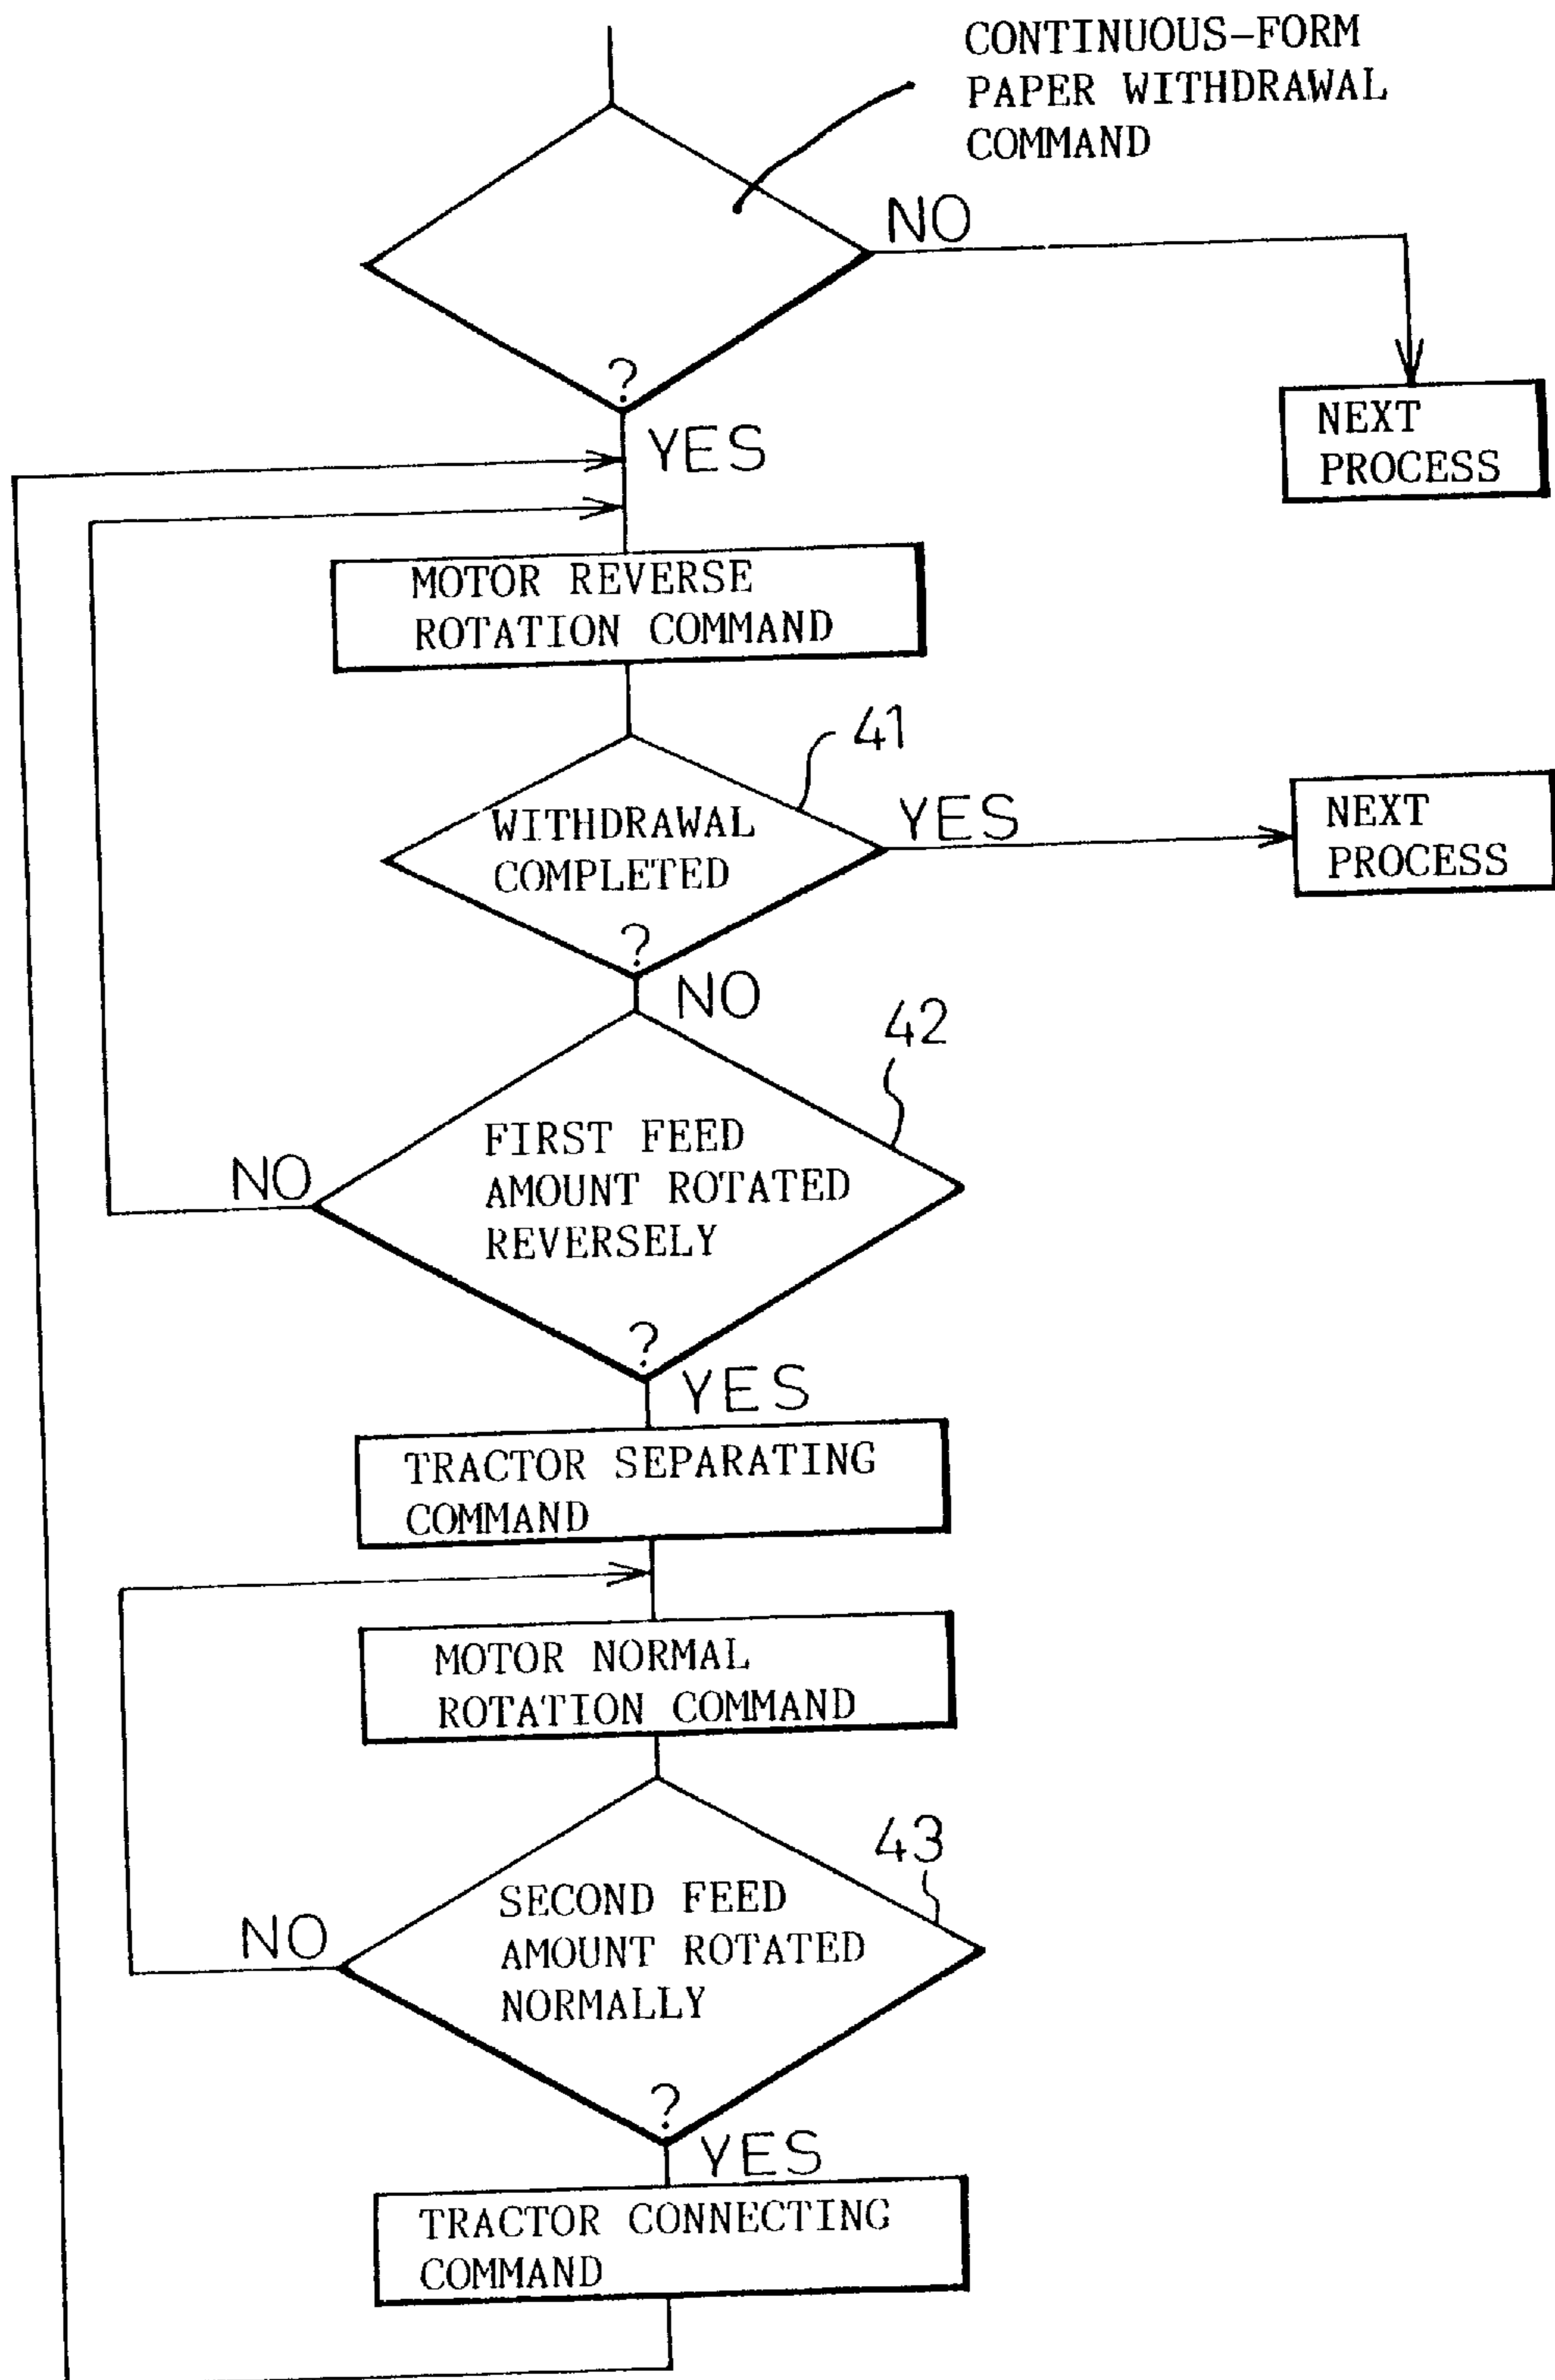 CONTINUOUS-FORM
PAPER WITHDRAWAL
COMMAND
NO
?
YES
NEXT
PROCESS
MOTOR REVERSE
ROTATION COMMAND
41
WITHDRAWAL
COMPLETED
?
YES
NEXT
PROCESS
NO
42
FIRST FEED
AMOUNT ROTATED
REVERSELY
?
NO
YES
TRACTOR SEPARATING
COMMAND
MOTOR NORMAL
ROTATION COMMAND
43
SECOND FEED
AMOUNT ROTATED
NORMALLY
?
NO
YES
TRACTOR CONNECTING
COMMAND